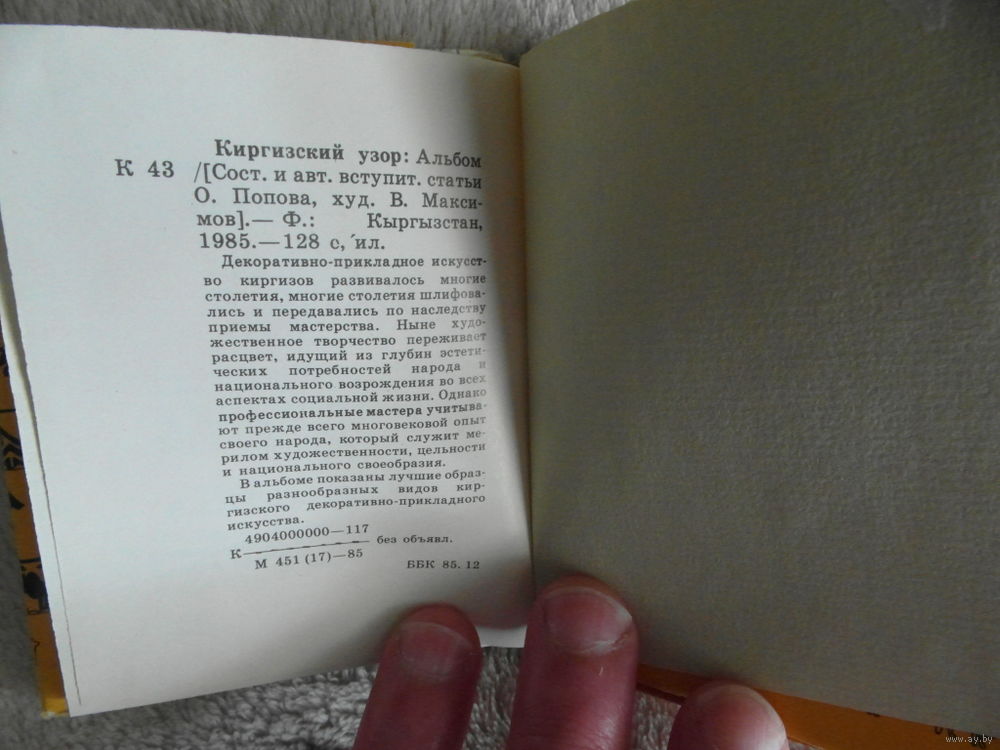 Киргизский узор: Альбом
К 43 /[Сост. и авт. вступит. статьи
О. Попова, худ. В. Макси-
мов].— Ф.: Кыргызстан,
1985.—128 с, ил.
Декоративно-прикладное искусст-
во киргизов развивалось многие
столетия, многие столетия шлифова-
лись и передавались по наследству
приемы мастерства. Ныне худо-
жественное творчество переживает
расцвет, идущий из глубин эстети-
ческих потребностей народа и
национального возрождения во всех
аспектах социальной жизни. Однако
профессиональные мастера учитыва-
ют прежде всего многовековой опыт
своего народа, который служит ме-
рилом художественности, цельности
и национального своеобразия.
В альбоме показаны лучшие образ-
цы разнообразных видов кир-
гизского декоративно-прикладного
искусства.
4904000000—117
К
без объявл.
М 451 (17)—85
ББК 85.12
www.ay.by